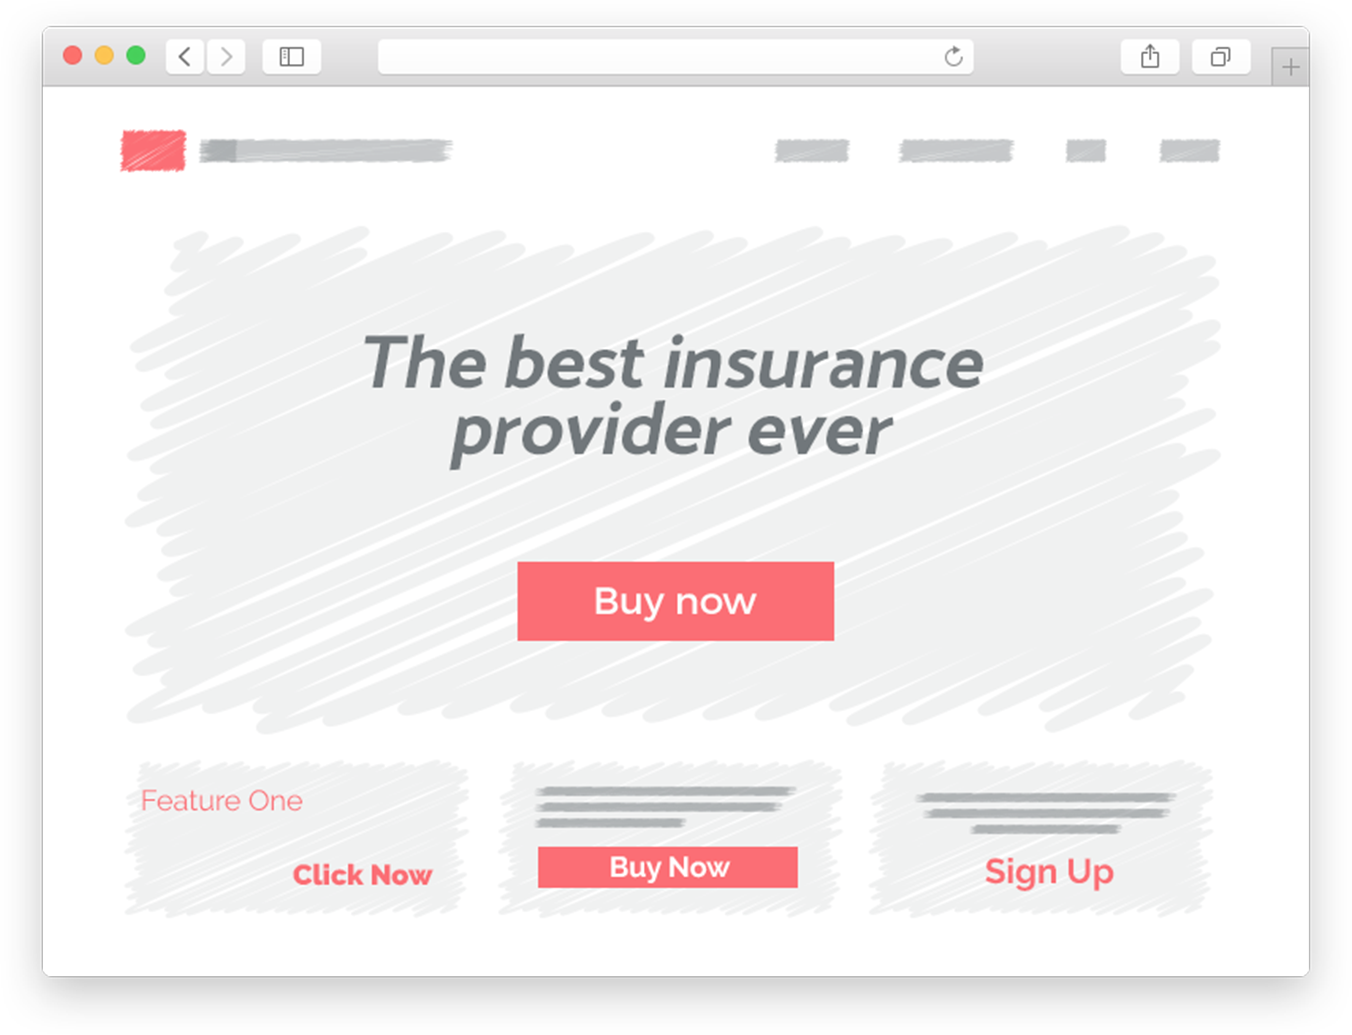 The best insurance
provider ever
Buy now
Feature One
Click Now
Buy Now
Sign Up